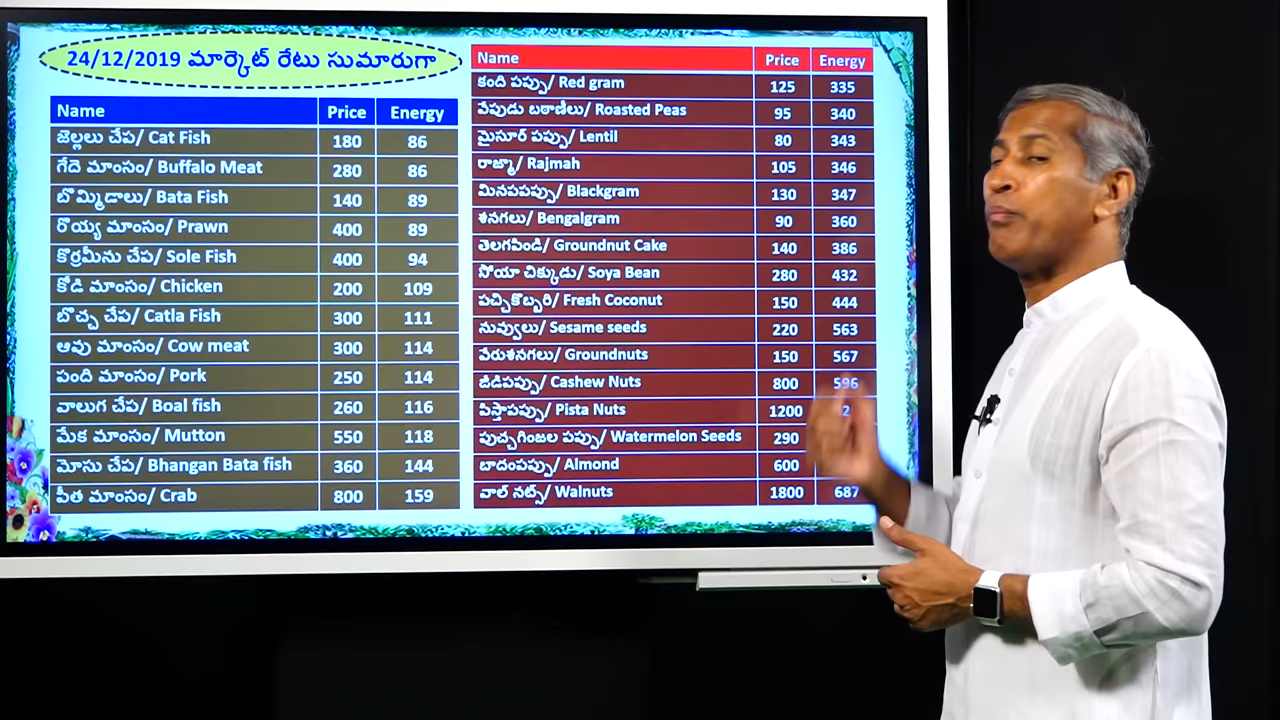 24/12/2019 మార్కెట్ రేటు సుమారుగా
Name Price Energy
జెల్లలు చేప/ Cat Fish 180 86
గేదె మాంసం/ Buffalo Meat 280 86
బొమ్మిడాలు/ Bata Fish 140 89
రొయ్య మాంసం/ Prawn 400 89
కొర్రమీను చేప/ Sole Fish 400 94
కోడి మాంసం/ Chicken 200 109
బొచ్చ చేప/ Catla Fish 300 111
ఆవు మాంసం/ Cow meat 300 114
పంది మాంసం/ Pork 250 114
వాలుగ చేప/ Boal fish 260 116
మేక మాంసం/ Mutton 550 118
మోసు చేప/ Bhangan Bata fish 360 144
పీత మాంసం/ Crab 800 159
Name Price Energy
కంది పప్పు/ Red gram 125 335
వేపుడు బఠాణీలు/ Roasted Peas 95 340
మైసూర్ పప్పు/ Lentil 80 343
రాజ్మా/ Rajmah 105 346
మినపపప్పు/ Blackgram 130 347
శనగలు/ Bengalgram 90 360
తెలగపిండి/ Groundnut Cake 140 386
సోయా చిక్కుడు/ Soya Bean 280 432
పచ్చికొబ్బరి/ Fresh Coconut 150 444
నువ్వులు/ Sesame seeds 220 563
వేరుశనగలు/ Groundnuts 150 567
జీడిపప్పు/ Cashew Nuts 800 596
పిస్తాపప్పు/ Pista Nuts 1200
పుచ్చగింజల పప్పు/ Watermelon Seeds 290
బాదంపప్పు/ Almond 600
వాల్ నట్స్/ Walnuts 1800 687